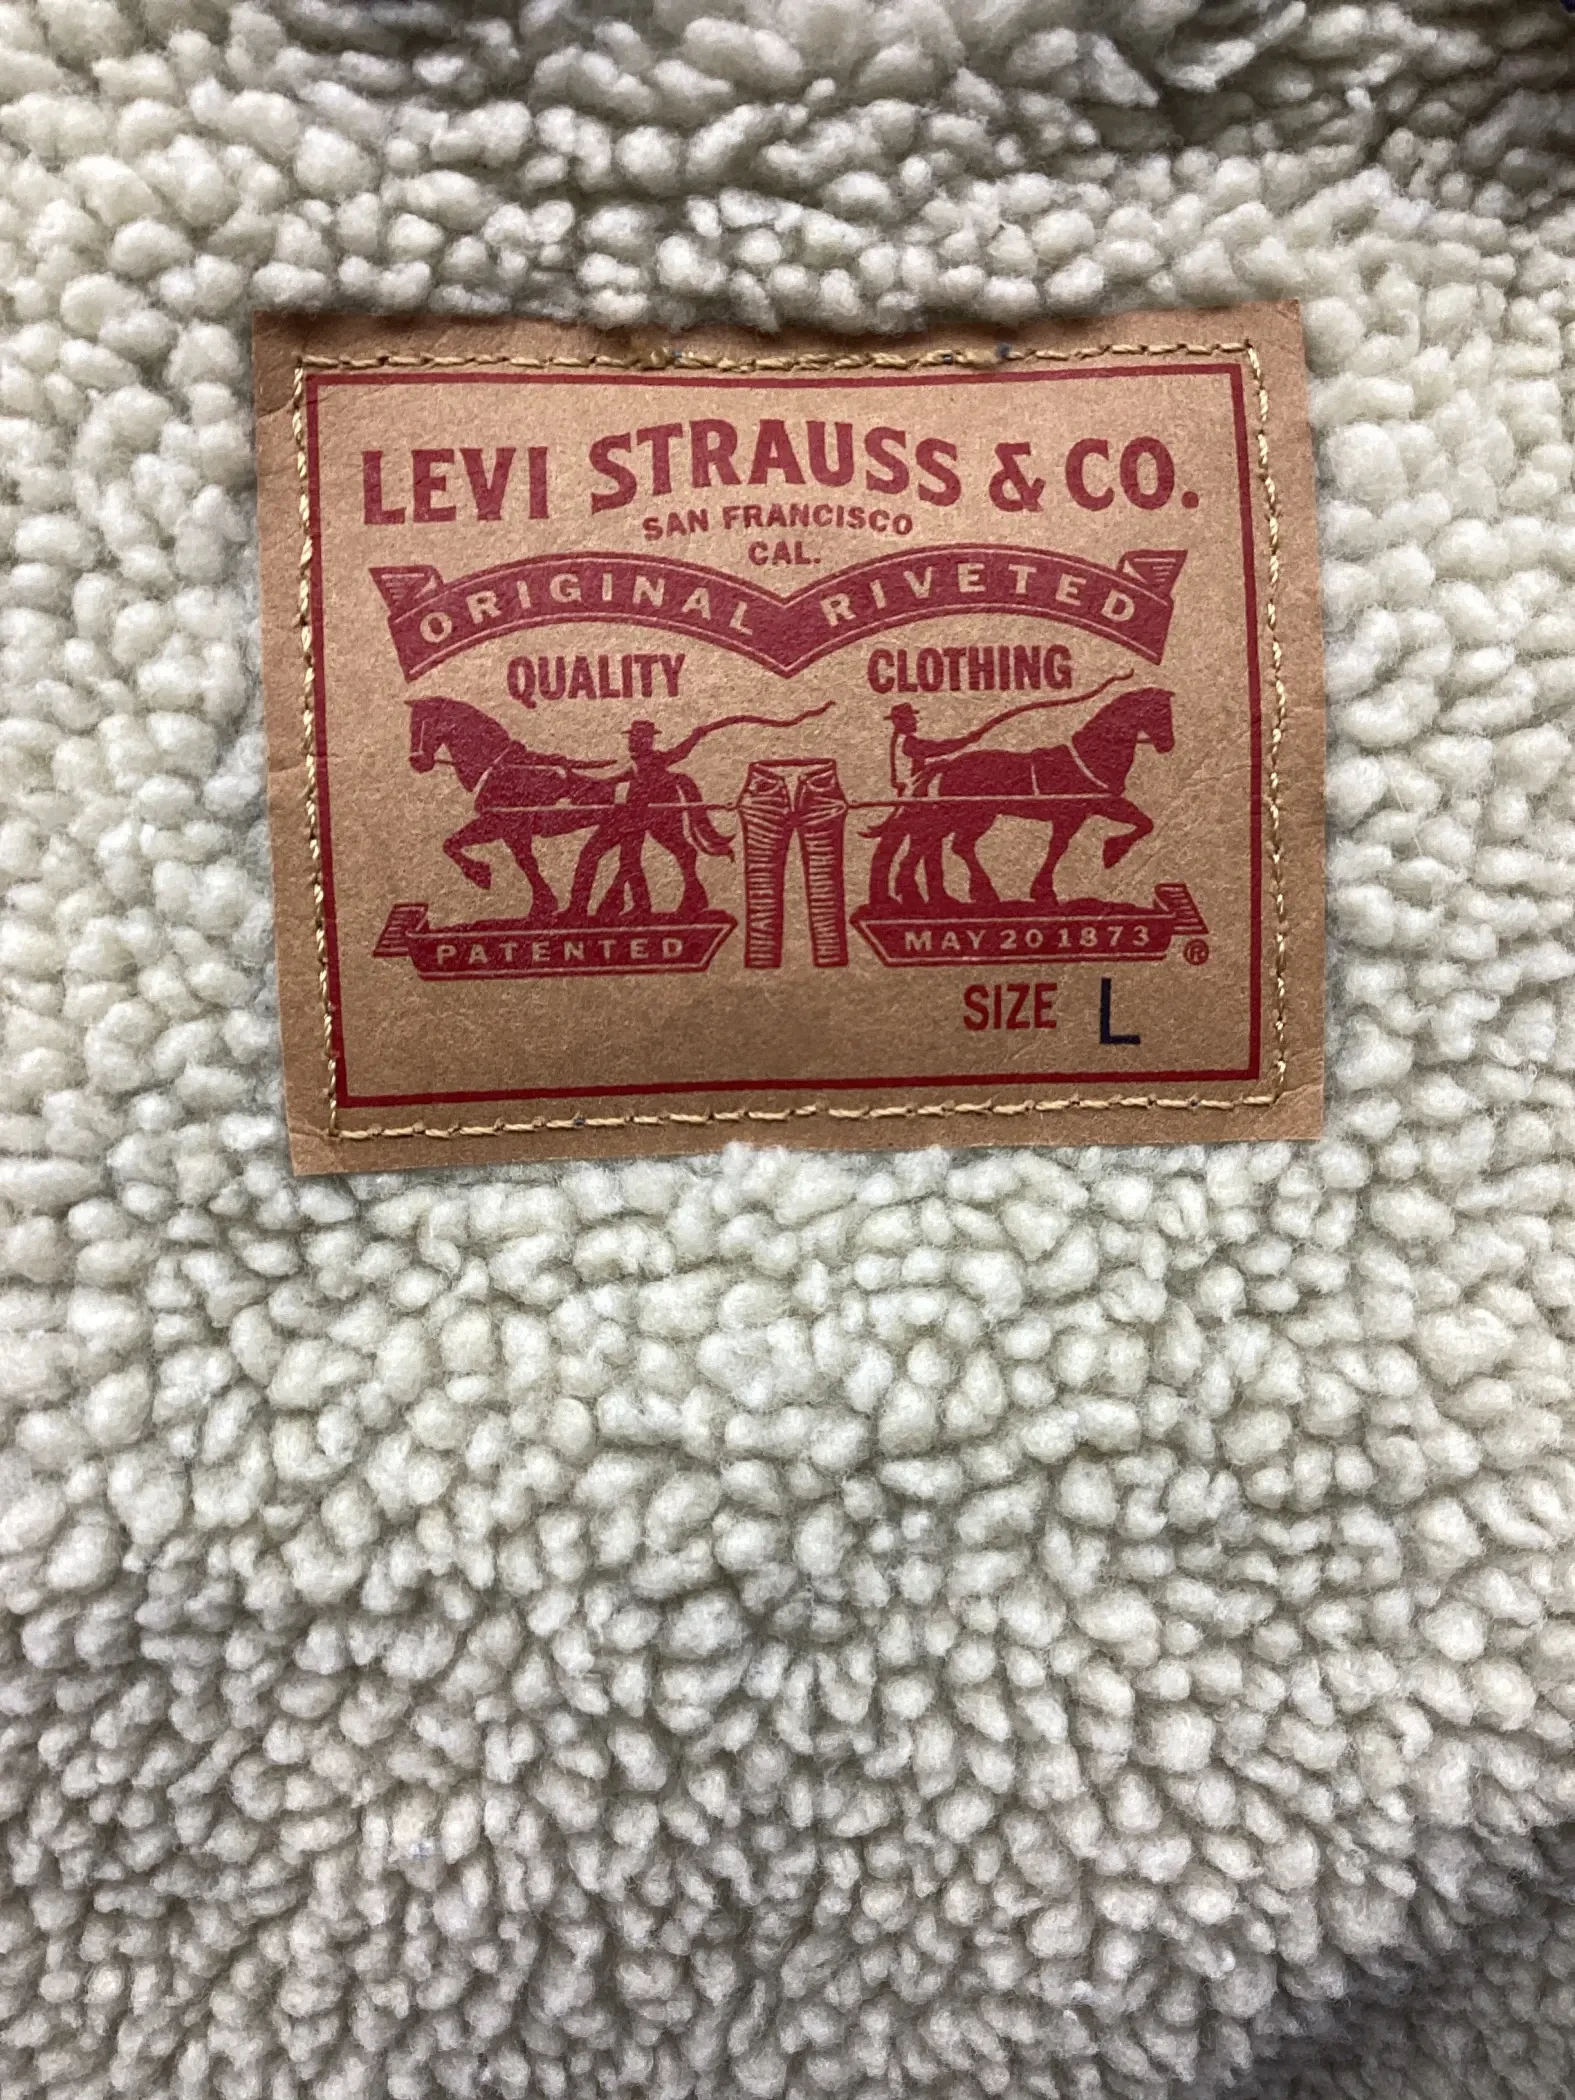 LEVI STRAUSS & CO.
SAN FRANCISCO
CAL.
ORIGINAL RIVETED
QUALITY CLOTHING
PATENTED MAY 20 1873 ®
SIZE L